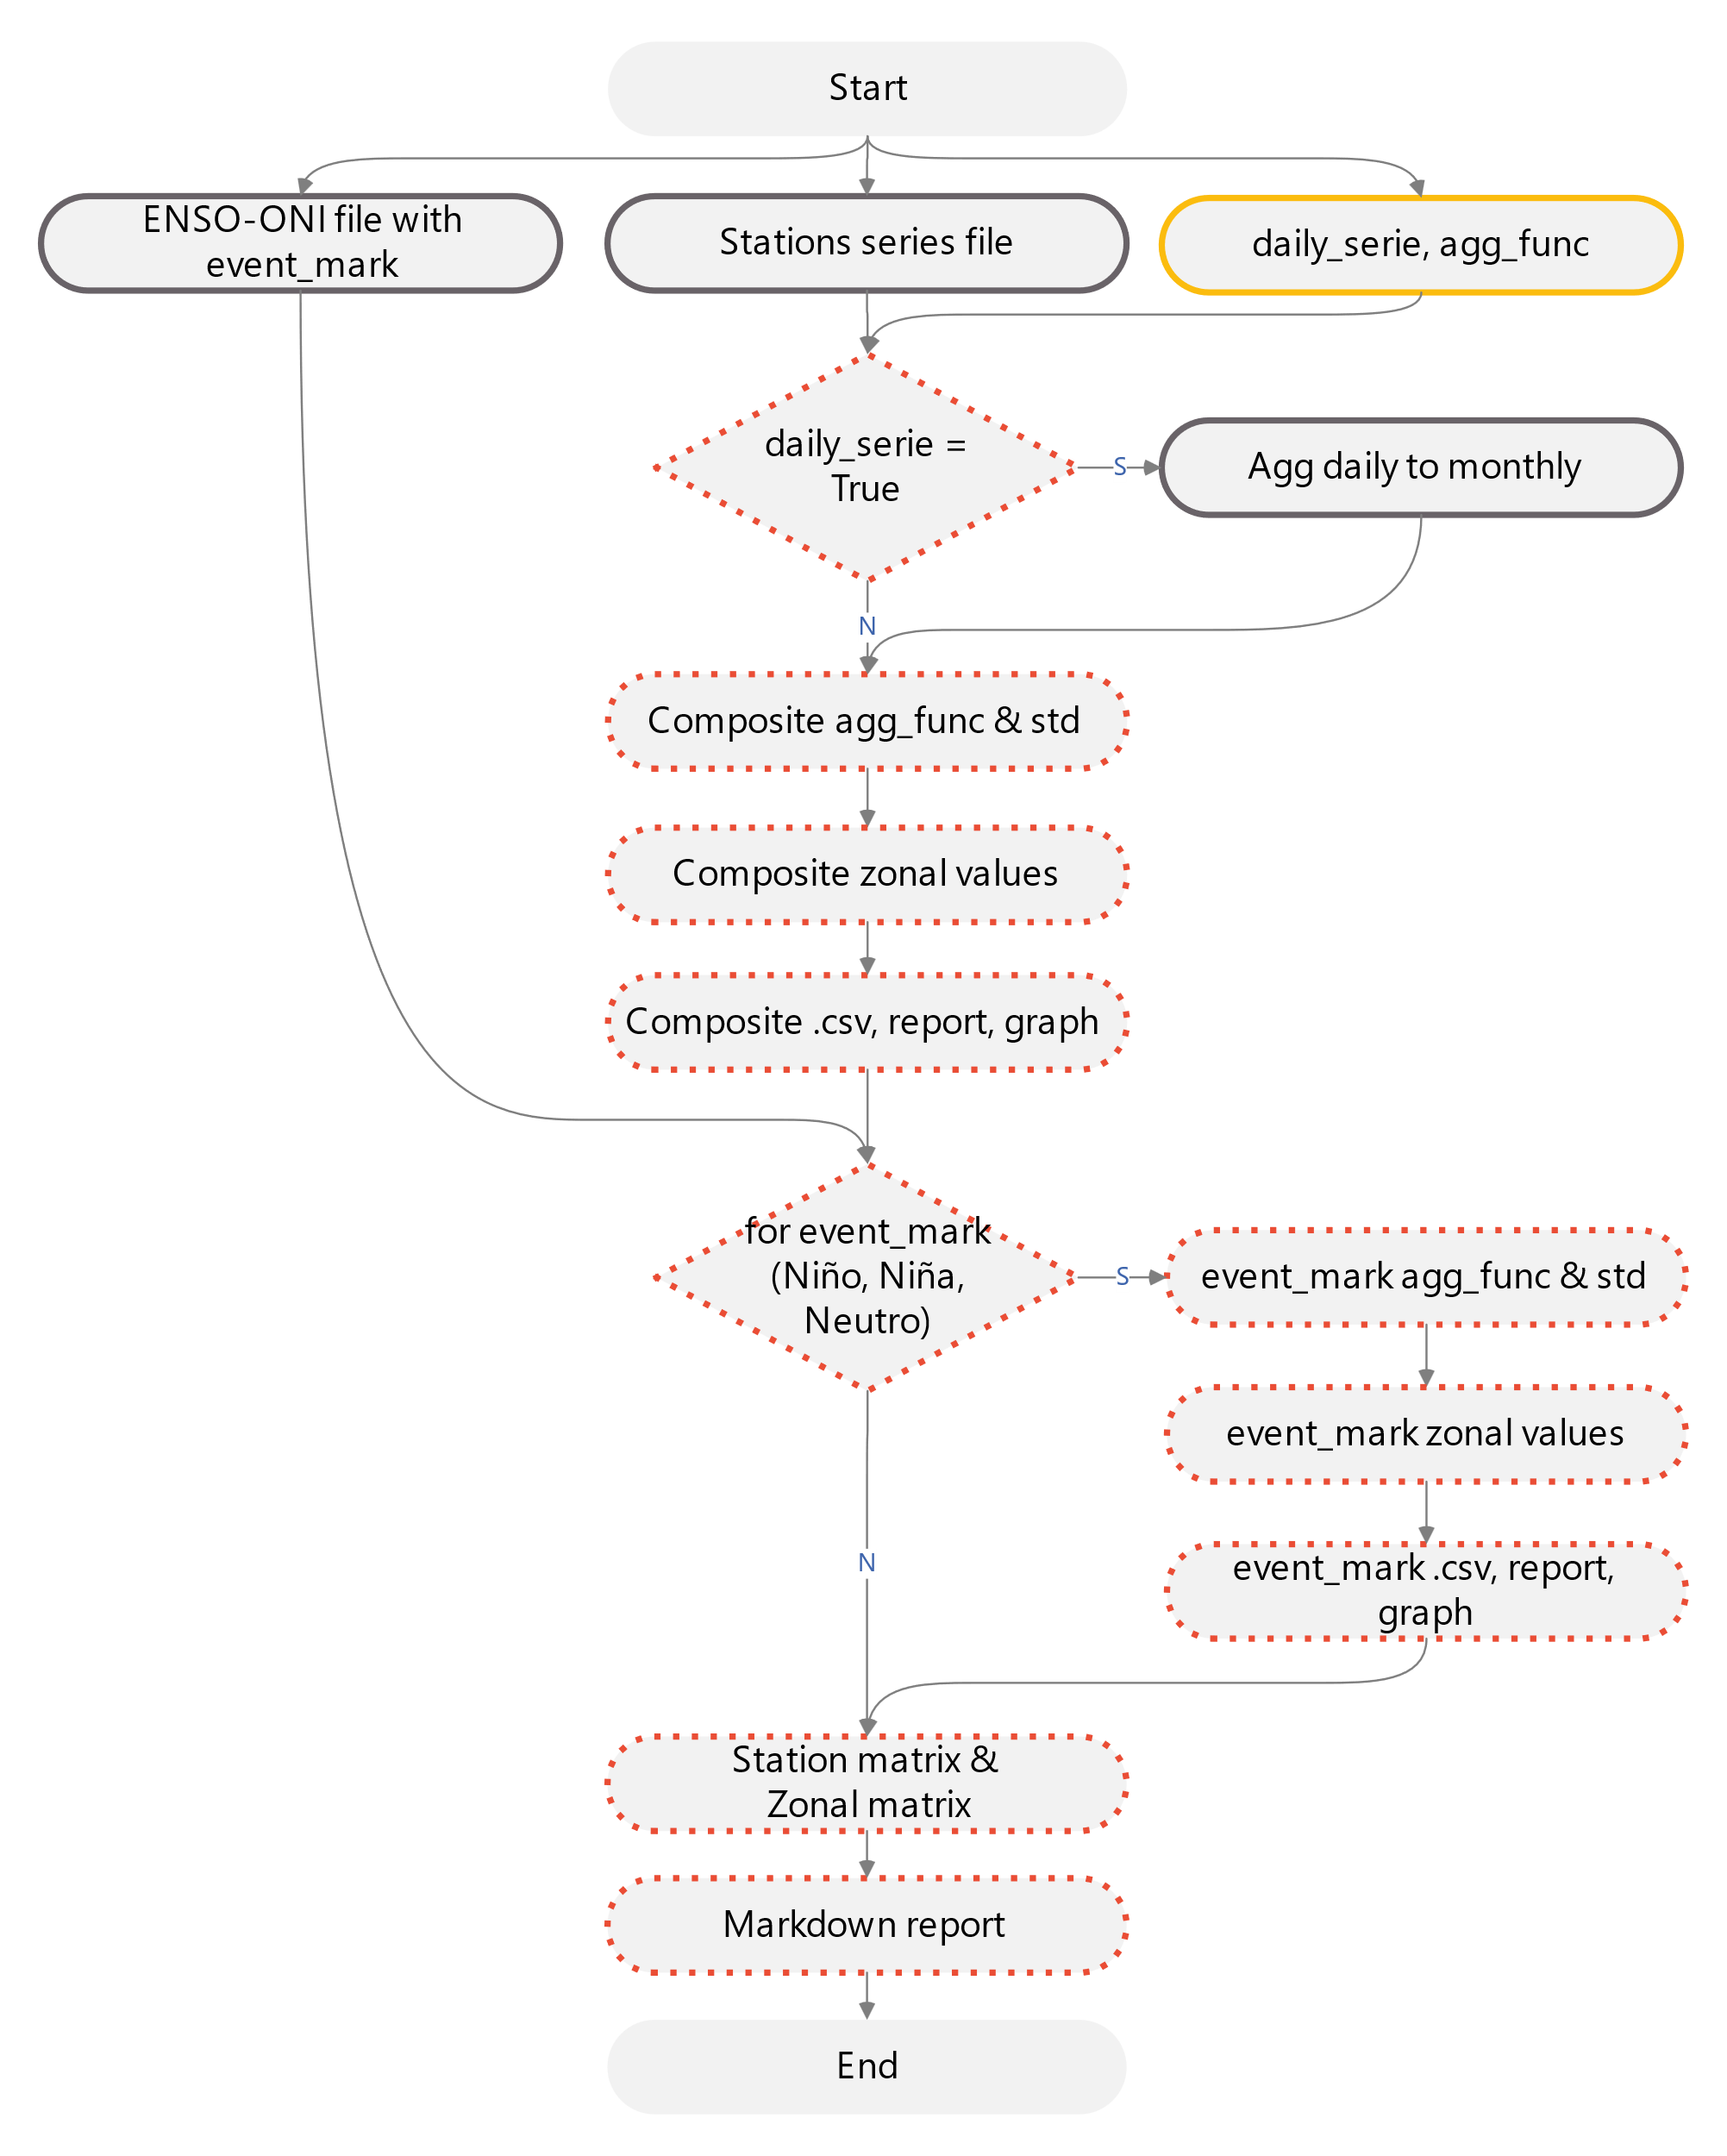 Start
ENSO-ONI file with
event_mark
Stations series file
daily_serie, agg_func
daily_serie =
True
S
Agg daily to monthly
N
Composite agg_func & std
Composite zonal values
Composite .csv, report, graph
for event_mark
(Niño, Niña,
Neutro)
S
event_mark agg_func & std
event_mark zonal values
event_mark .csv, report,
graph
N
Station matrix &
Zonal matrix
Markdown report
End